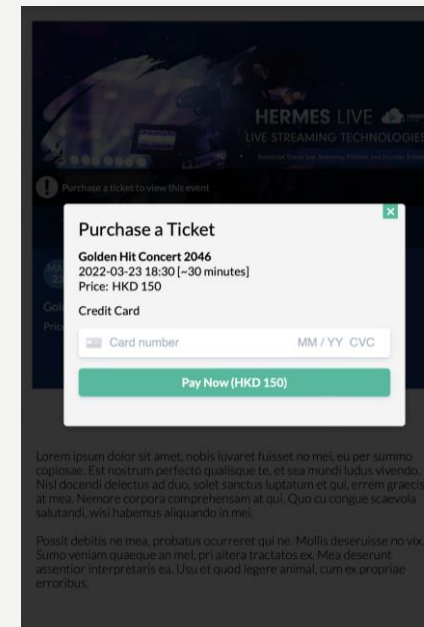 HERMES LIVE
LIVE STREAMING TECHNOLOGIES
Purchase a ticket to view this event
Purchase a Ticket
Golden Hit Concert 2046
2022-03-23 18:30 [~30 minutes]
Price: HKD 150
Credit Card
Card number MM / YY CVC
Pay Now (HKD 150)
Lorem ipsum dolor sit amet, nobis iuvaret fuisset no mei, eu per summo
copiosae. Est nostrum perfecto qualisque te, et sea mundi ludus vivendo.
Nisl docendi delectus ad duo, solet sanctus luptatum et qui, errem graecis
at mea. Nemore corpora comprehensam at qui. Quo cu congue scaevola
salutandi, wisi habemus aliquando in mei.
Possit debitis ne mea, probatus ocurreret qui ne. Mollis deseruisse no vix.
Sumo veniam quaeque an mel, pri altera tractatos ex. Mea deserunt
assentior interpretaris ea. Usu et quod legere animal, cum ex propriae
erroribus.